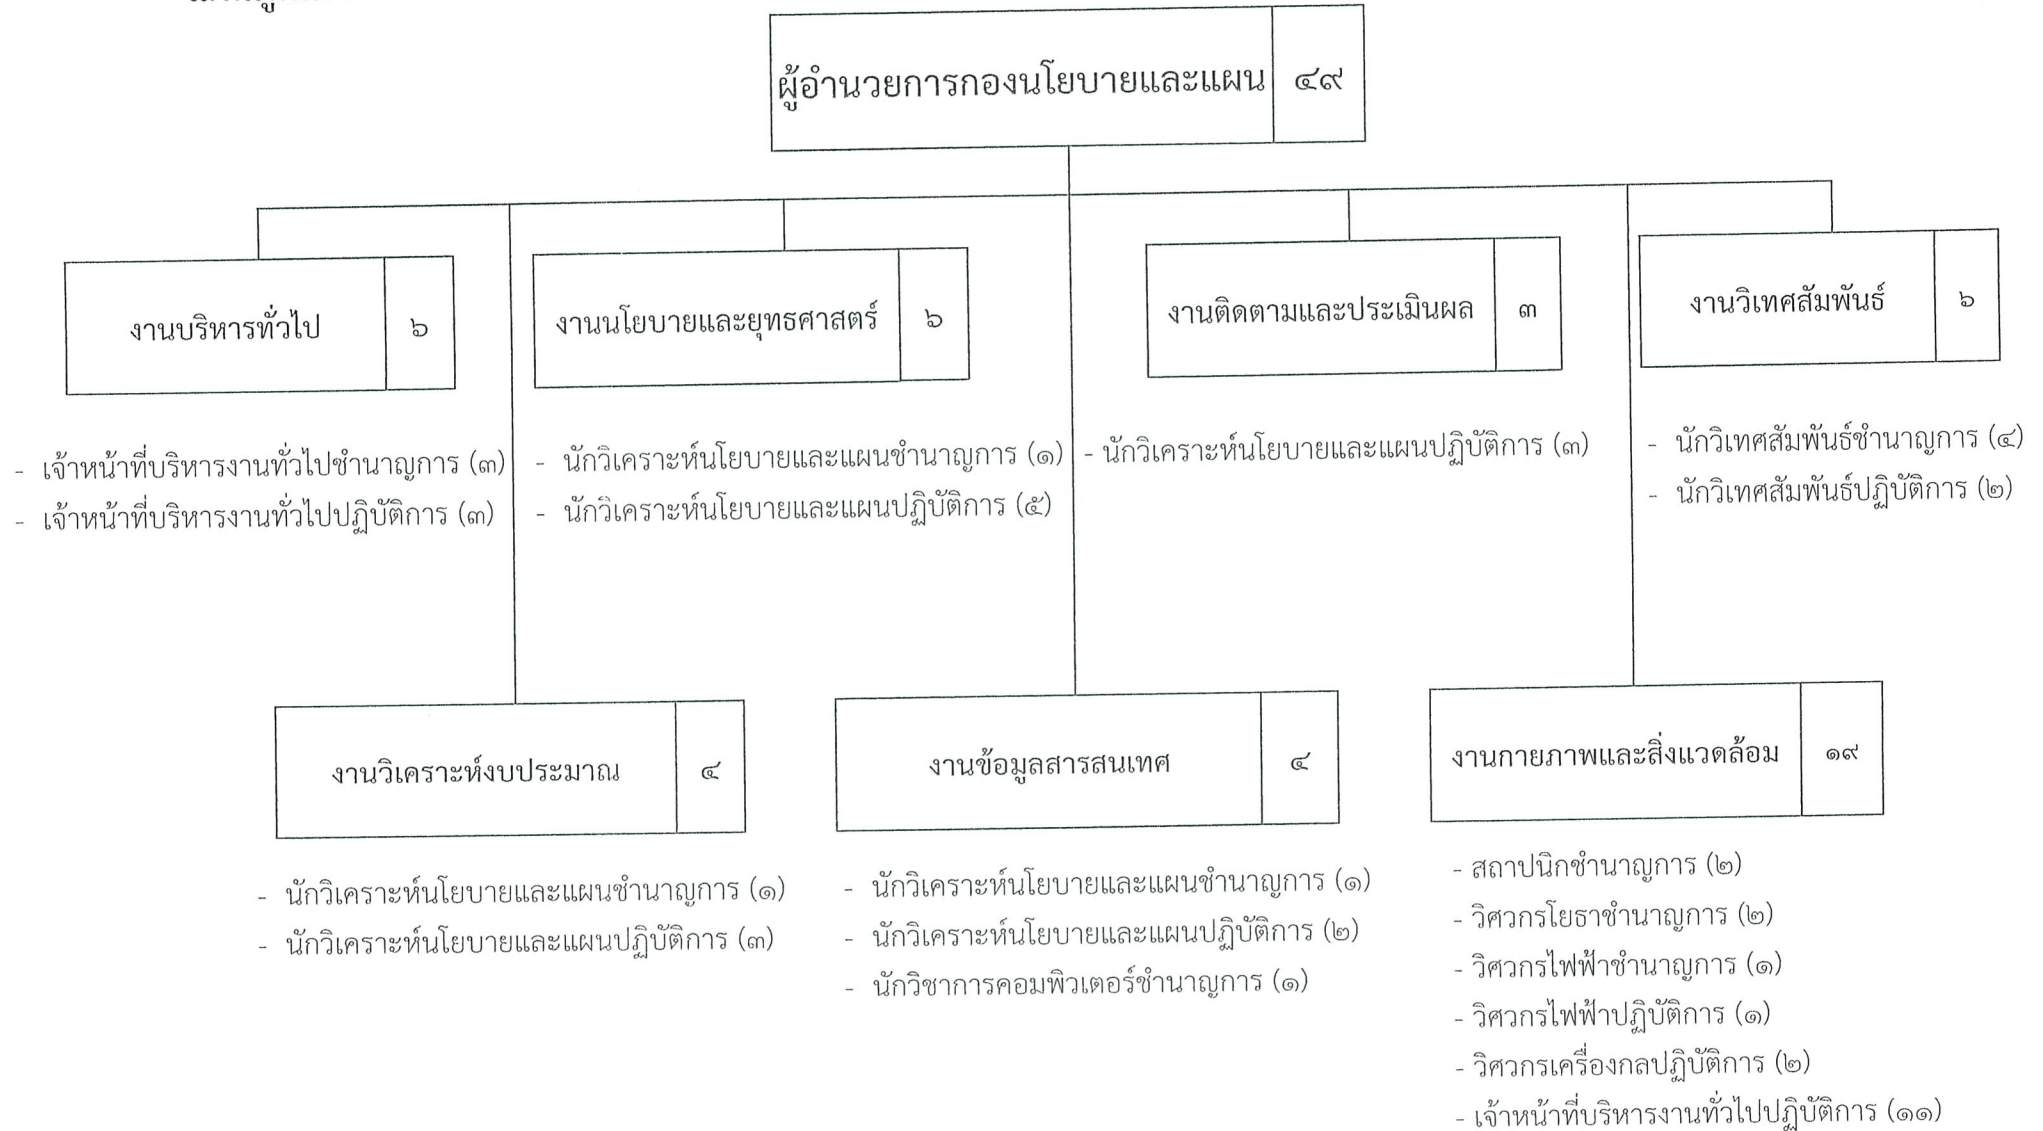 ผู้อำนวยการกองนโยบายและแผน ๔๙
งานบริหารทั่วไป ๖
- เจ้าหน้าที่บริหารงานทั่วไปชำนาญการ (๓)
- เจ้าหน้าที่บริหารงานทั่วไปปฏิบัติการ (๓)
งานนโยบายและยุทธศาสตร์ ๖
- นักวิเคราะห์นโยบายและแผนชำนาญการ (๑)
- นักวิเคราะห์นโยบายและแผนปฏิบัติการ (๕)
งานติดตามและประเมินผล ๓
- นักวิเคราะห์นโยบายและแผนปฏิบัติการ (๓)
งานวิเทศสัมพันธ์ ๖
- นักวิเทศสัมพันธ์ชำนาญการ (๔)
- นักวิเทศสัมพันธ์ปฏิบัติการ (๒)
งานวิเคราะห์งบประมาณ ๔
- นักวิเคราะห์นโยบายและแผนชำนาญการ (๑)
- นักวิเคราะห์นโยบายและแผนปฏิบัติการ (๓)
งานข้อมูลสารสนเทศ ๔
- นักวิเคราะห์นโยบายและแผนชำนาญการ (๑)
- นักวิเคราะห์นโยบายและแผนปฏิบัติการ (๒)
- นักวิชาการคอมพิวเตอร์ชำนาญการ (๑)
งานกายภาพและสิ่งแวดล้อม ๑๙
- สถาปนิกชำนาญการ (๒)
- วิศวกรโยธาชำนาญการ (๒)
- วิศวกรไฟฟ้าชำนาญการ (๑)
- วิศวกรไฟฟ้าปฏิบัติการ (๑)
- วิศวกรเครื่องกลปฏิบัติการ (๒)
- เจ้าหน้าที่บริหารงานทั่วไปปฏิบัติการ (๑๑)